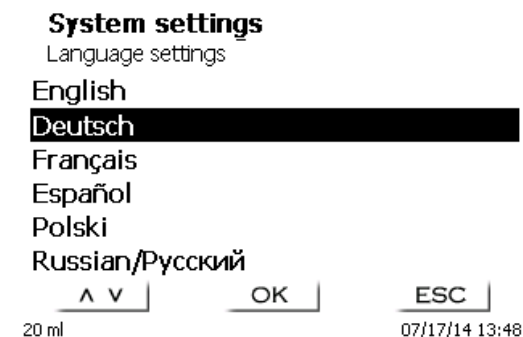 System settings
Language settings
English
Deutsch
Français
Español
Polski
Russian/Русский
∧ ∨ OK ESC
20 ml 07/17/14 13:48